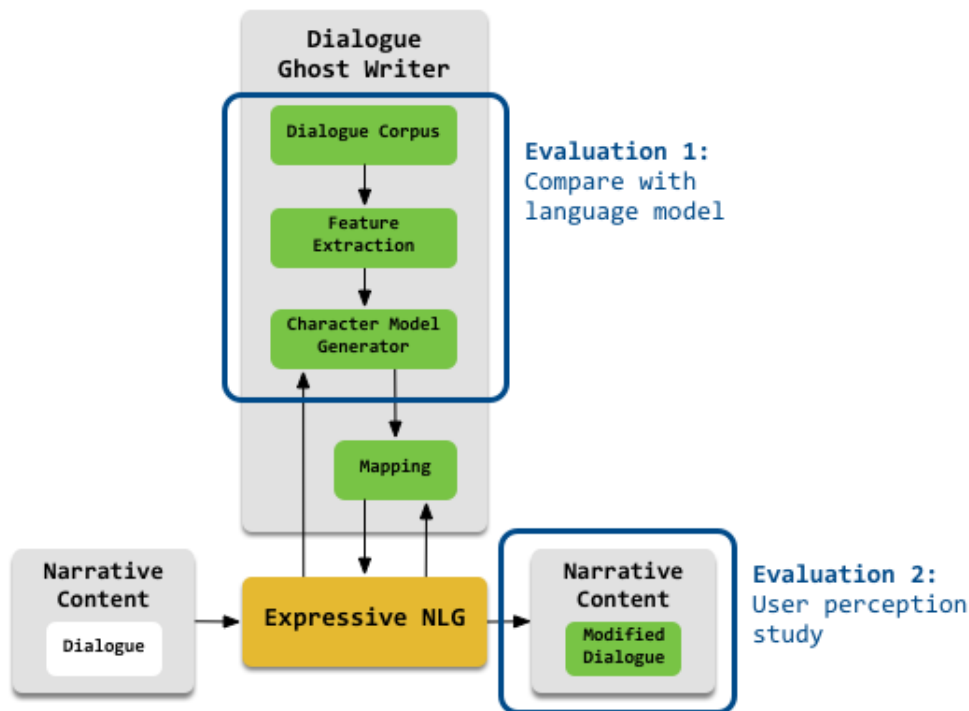 Dialogue
Ghost Writer
Dialogue Corpus
Feature
Extraction
Character Model
Generator
Mapping
Evaluation 1:
Compare with
language model
Narrative
Content
Dialogue
Expressive NLG
Narrative
Content
Modified
Dialogue
Evaluation 2:
User perception
study